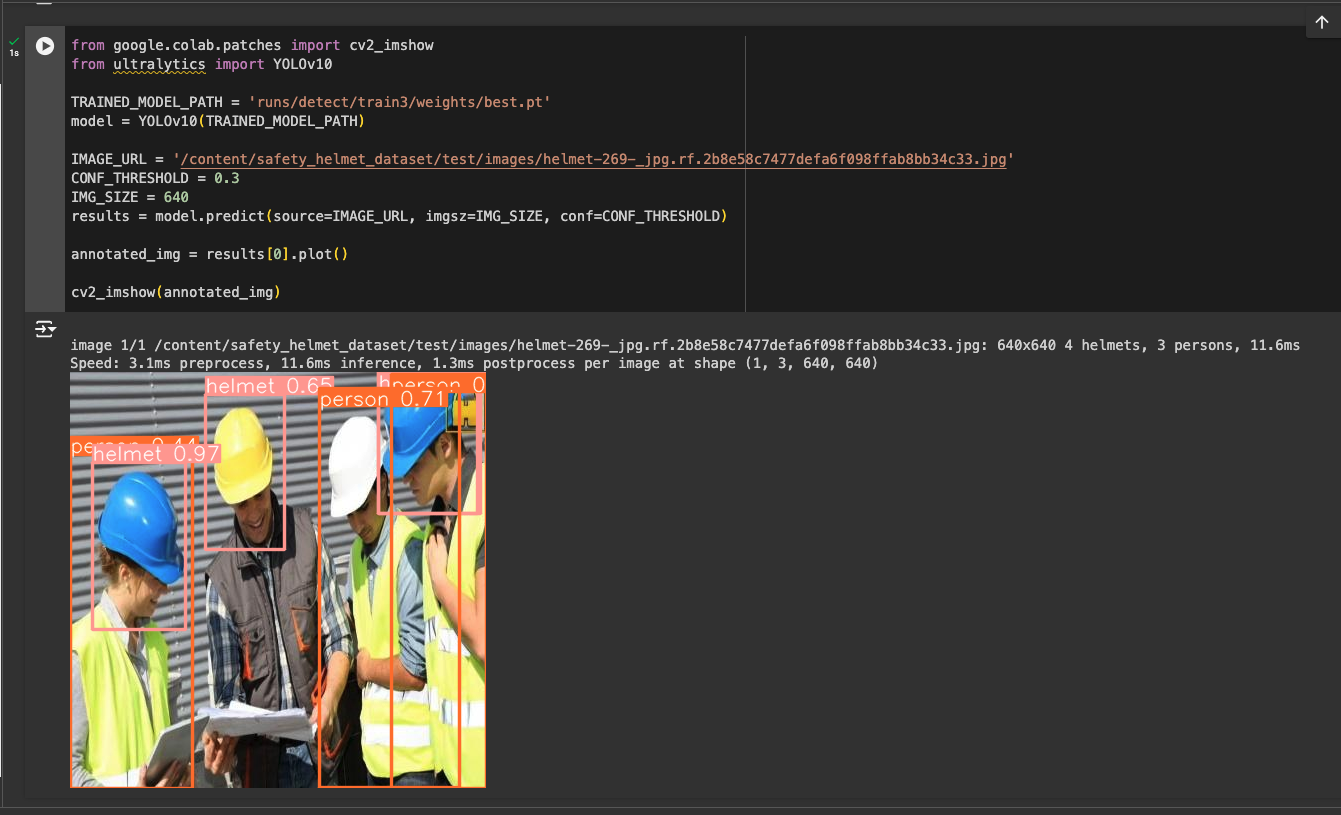 1s
from google.colab.patches import cv2_imshow
from ultralytics import YOLOv10
TRAINED_MODEL_PATH = 'runs/detect/train3/weights/best.pt'
model = YOLOv10(TRAINED_MODEL_PATH)
IMAGE_URL = '/content/safety_helmet_dataset/test/images/helmet-269-_jpg.rf.2b8e58c7477defa6f098ffab8bb34c33.jpg'
CONF_THRESHOLD = 0.3
IMG_SIZE = 640
results = model.predict(source=IMAGE_URL, imgsz=IMG_SIZE, conf=CONF_THRESHOLD)
annotated_img = results[0].plot()
cv2_imshow(annotated_img)
image 1/1 /content/safety_helmet_dataset/test/images/helmet-269-_jpg.rf.2b8e58c7477defa6f098ffab8bb34c33.jpg: 640x640 4 helmets, 3 persons, 11.6ms
Speed: 3.1ms preprocess, 11.6ms inference, 1.3ms postprocess per image at shape (1, 3, 640, 640)
helmet 0.65
person 0
person 0.71
person 0.44
helmet 0.97